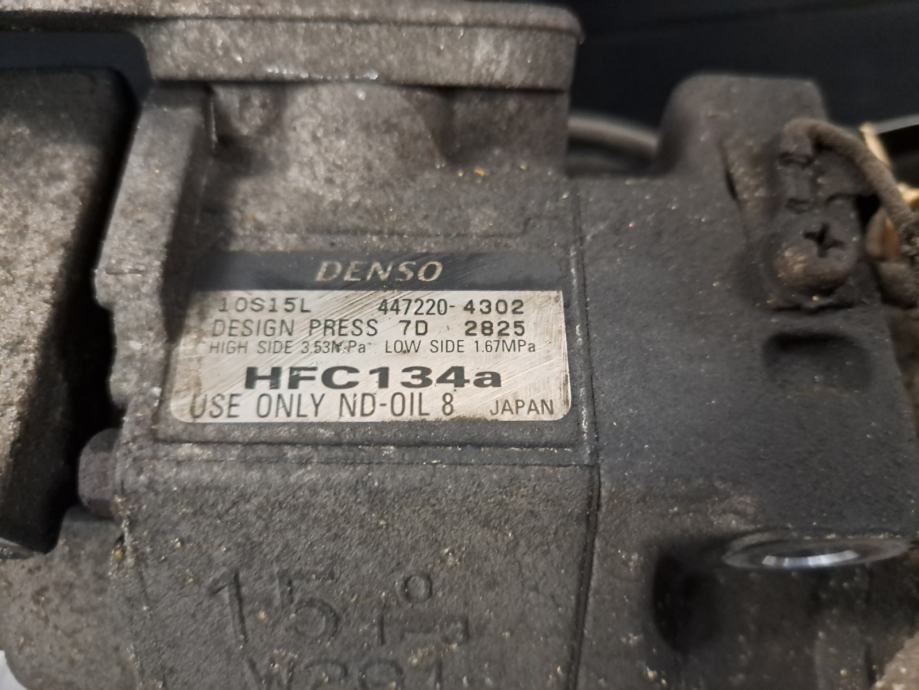 DENSO
10S15L 447220-4302
DESIGN PRESS 7D 2825
HIGH SIDE 3.53MPa LOW SIDE 1.67MPa
HFC134a
USE ONLY ND-OIL 8 JAPAN
15